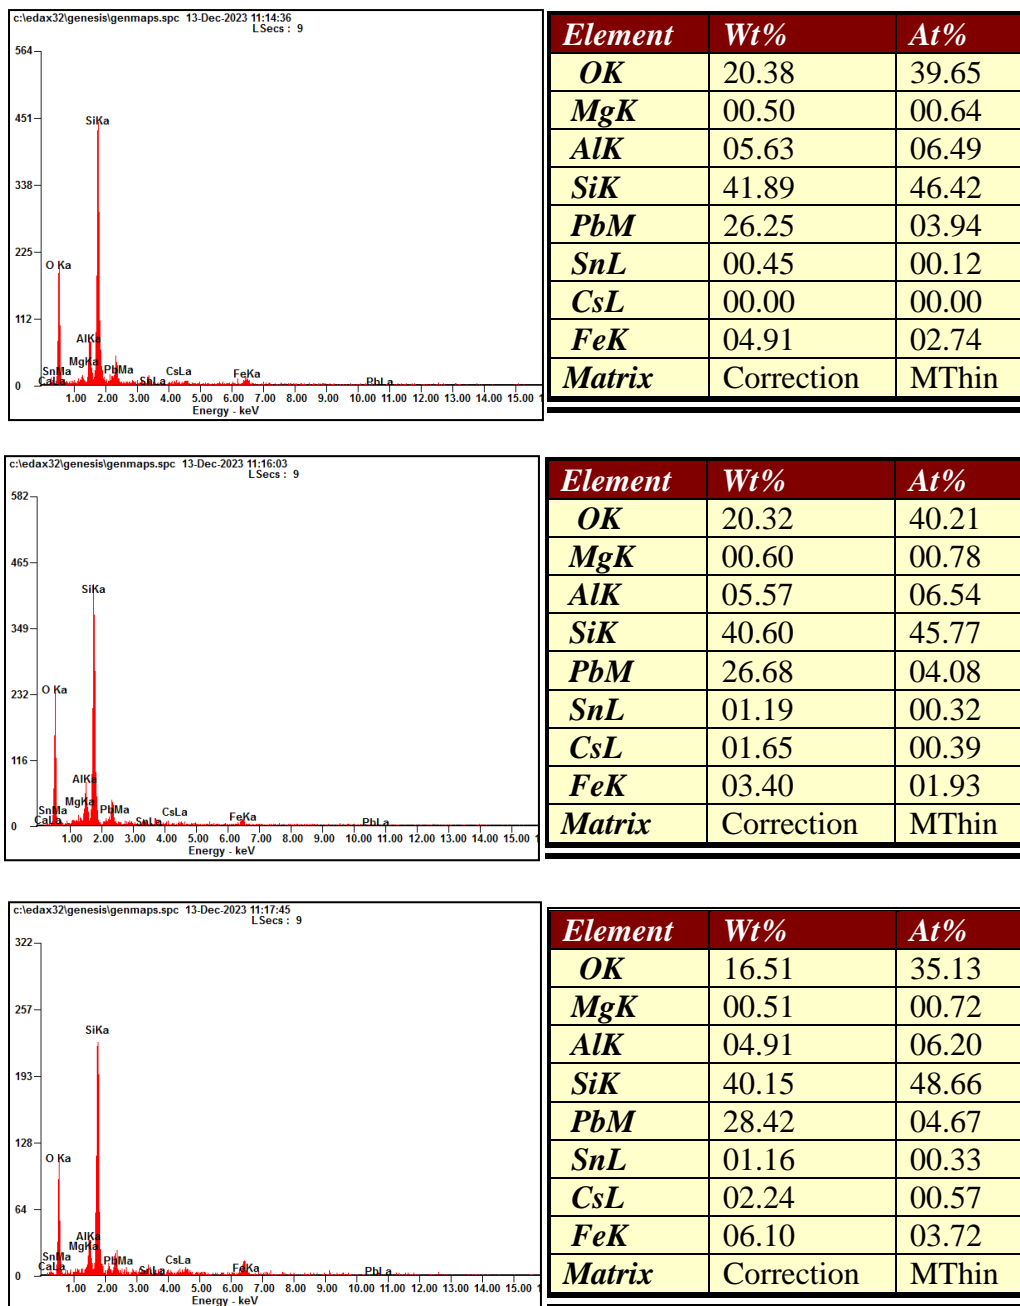 c:\edax32\genesis\genmaps.spc 13-Dec-2023 11:14:36
LSecs : 9
564
451
338
225
112
0
SiKa
O Ka
AlKa
MgKa
SnMa
CaLa
PbMa
SnLa
CsLa
FeKa
PbLa
1.00 2.00 3.00 4.00 5.00 6.00 7.00 8.00 9.00 10.00 11.00 12.00 13.00 14.00 15.00 1
Energy - keV
Element Wt% At%
OK 20.38 39.65
MgK 00.50 00.64
AlK 05.63 06.49
SiK 41.89 46.42
PbM 26.25 03.94
SnL 00.45 00.12
CsL 00.00 00.00
FeK 04.91 02.74
Matrix Correction MThin
c:\edax32\genesis\genmaps.spc 13-Dec-2023 11:16:03
LSecs : 9
582
465
349
232
116
0
SiKa
O Ka
AlKa
MgKa
SnMa
CaLa
PbMa
SnLa
CsLa
FeKa
PbLa
1.00 2.00 3.00 4.00 5.00 6.00 7.00 8.00 9.00 10.00 11.00 12.00 13.00 14.00 15.00 1
Energy - keV
Element Wt% At%
OK 20.32 40.21
MgK 00.60 00.78
AlK 05.57 06.54
SiK 40.60 45.77
PbM 26.68 04.08
SnL 01.19 00.32
CsL 01.65 00.39
FeK 03.40 01.93
Matrix Correction MThin
c:\edax32\genesis\genmaps.spc 13-Dec-2023 11:17:45
LSecs : 9
322
257
193
128
64
0
SiKa
O Ka
AlKa
MgKa
SnMa
CaLa
PbMa
SnLa
CsLa
FeKa
PbLa
1.00 2.00 3.00 4.00 5.00 6.00 7.00 8.00 9.00 10.00 11.00 12.00 13.00 14.00 15.00 1
Energy - keV
Element Wt% At%
OK 16.51 35.13
MgK 00.51 00.72
AlK 04.91 06.20
SiK 40.15 48.66
PbM 28.42 04.67
SnL 01.16 00.33
CsL 02.24 00.57
FeK 06.10 03.72
Matrix Correction MThin